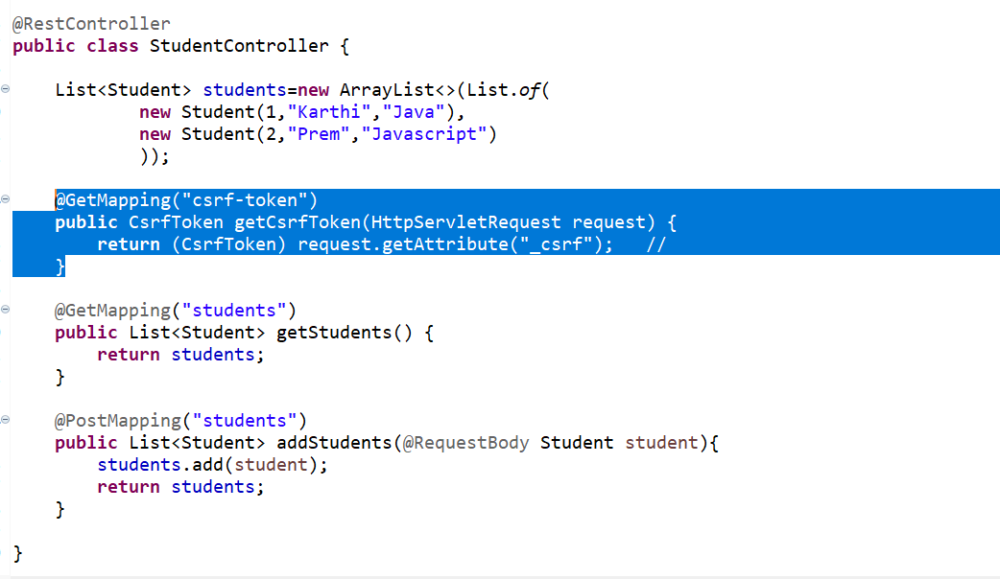 @RestController
public class StudentController {
List<Student> students=new ArrayList<>(List.of(
new Student(1,"Karthi","Java"),
new Student(2,"Prem","Javascript")
));
@GetMapping("csrf-token")
public CsrfToken getCsrfToken(HttpServletRequest request) {
return (CsrfToken) request.getAttribute("_csrf");   //
}
@GetMapping("students")
public List<Student> getStudents() {
return students;
}
@PostMapping("students")
public List<Student> addStudents(@RequestBody Student student){
students.add(student);
return students;
}
}